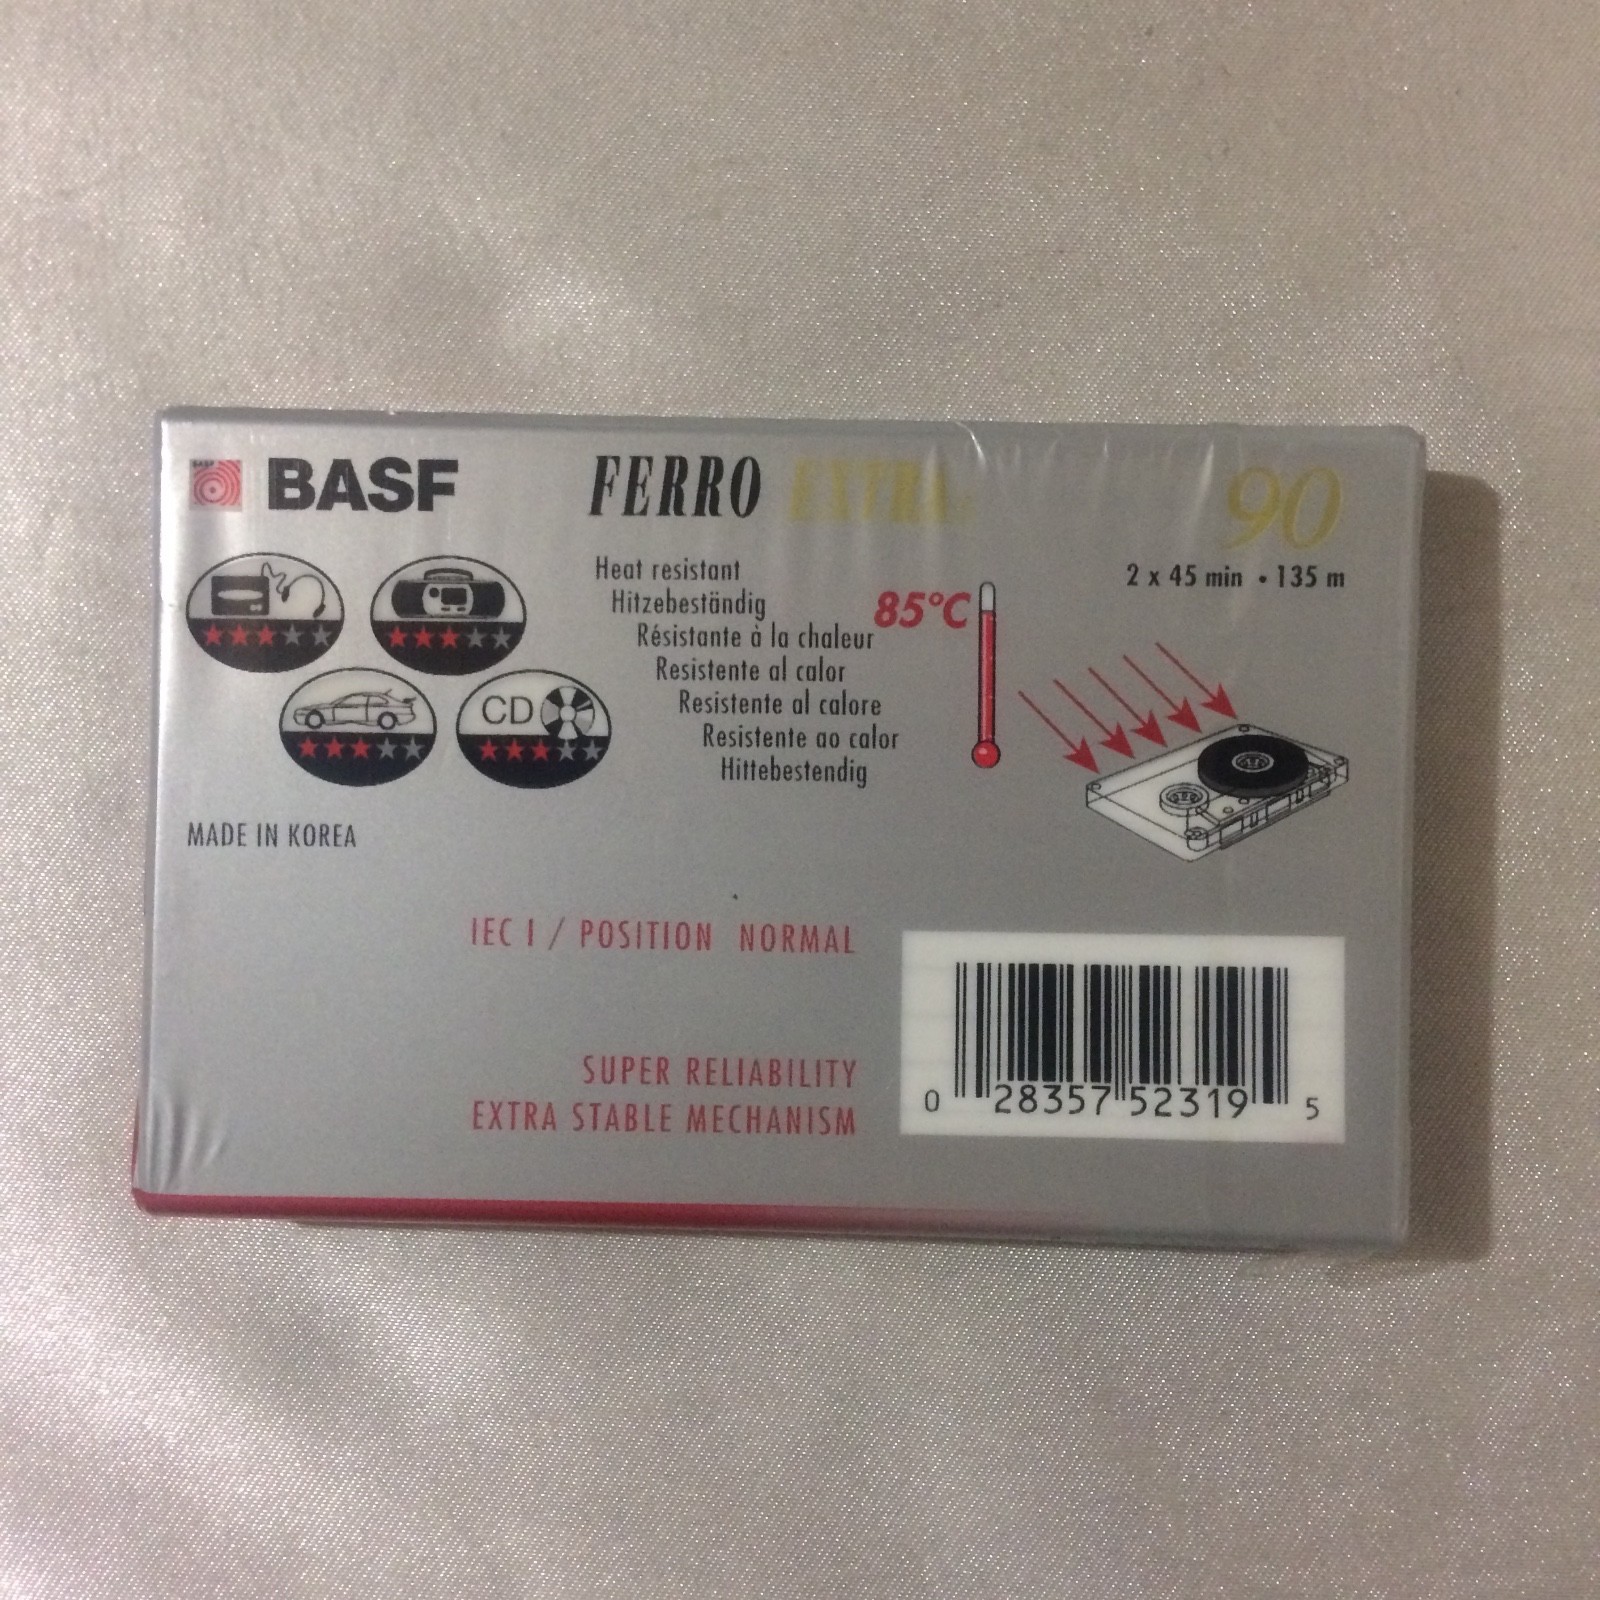 BASF BASF FERRO EXTRA 90
2 x 45 min • 135 m
Heat resistant
Hitzebeständig
Résistante à la chaleur
Resistente al calor
Resistente al calore
Resistente ao calor
Hittebestendig
85°C
CD
MADE IN KOREA
IEC I / POSITION NORMAL
SUPER RELIABILITY
EXTRA STABLE MECHANISM
0 28357 52319 5